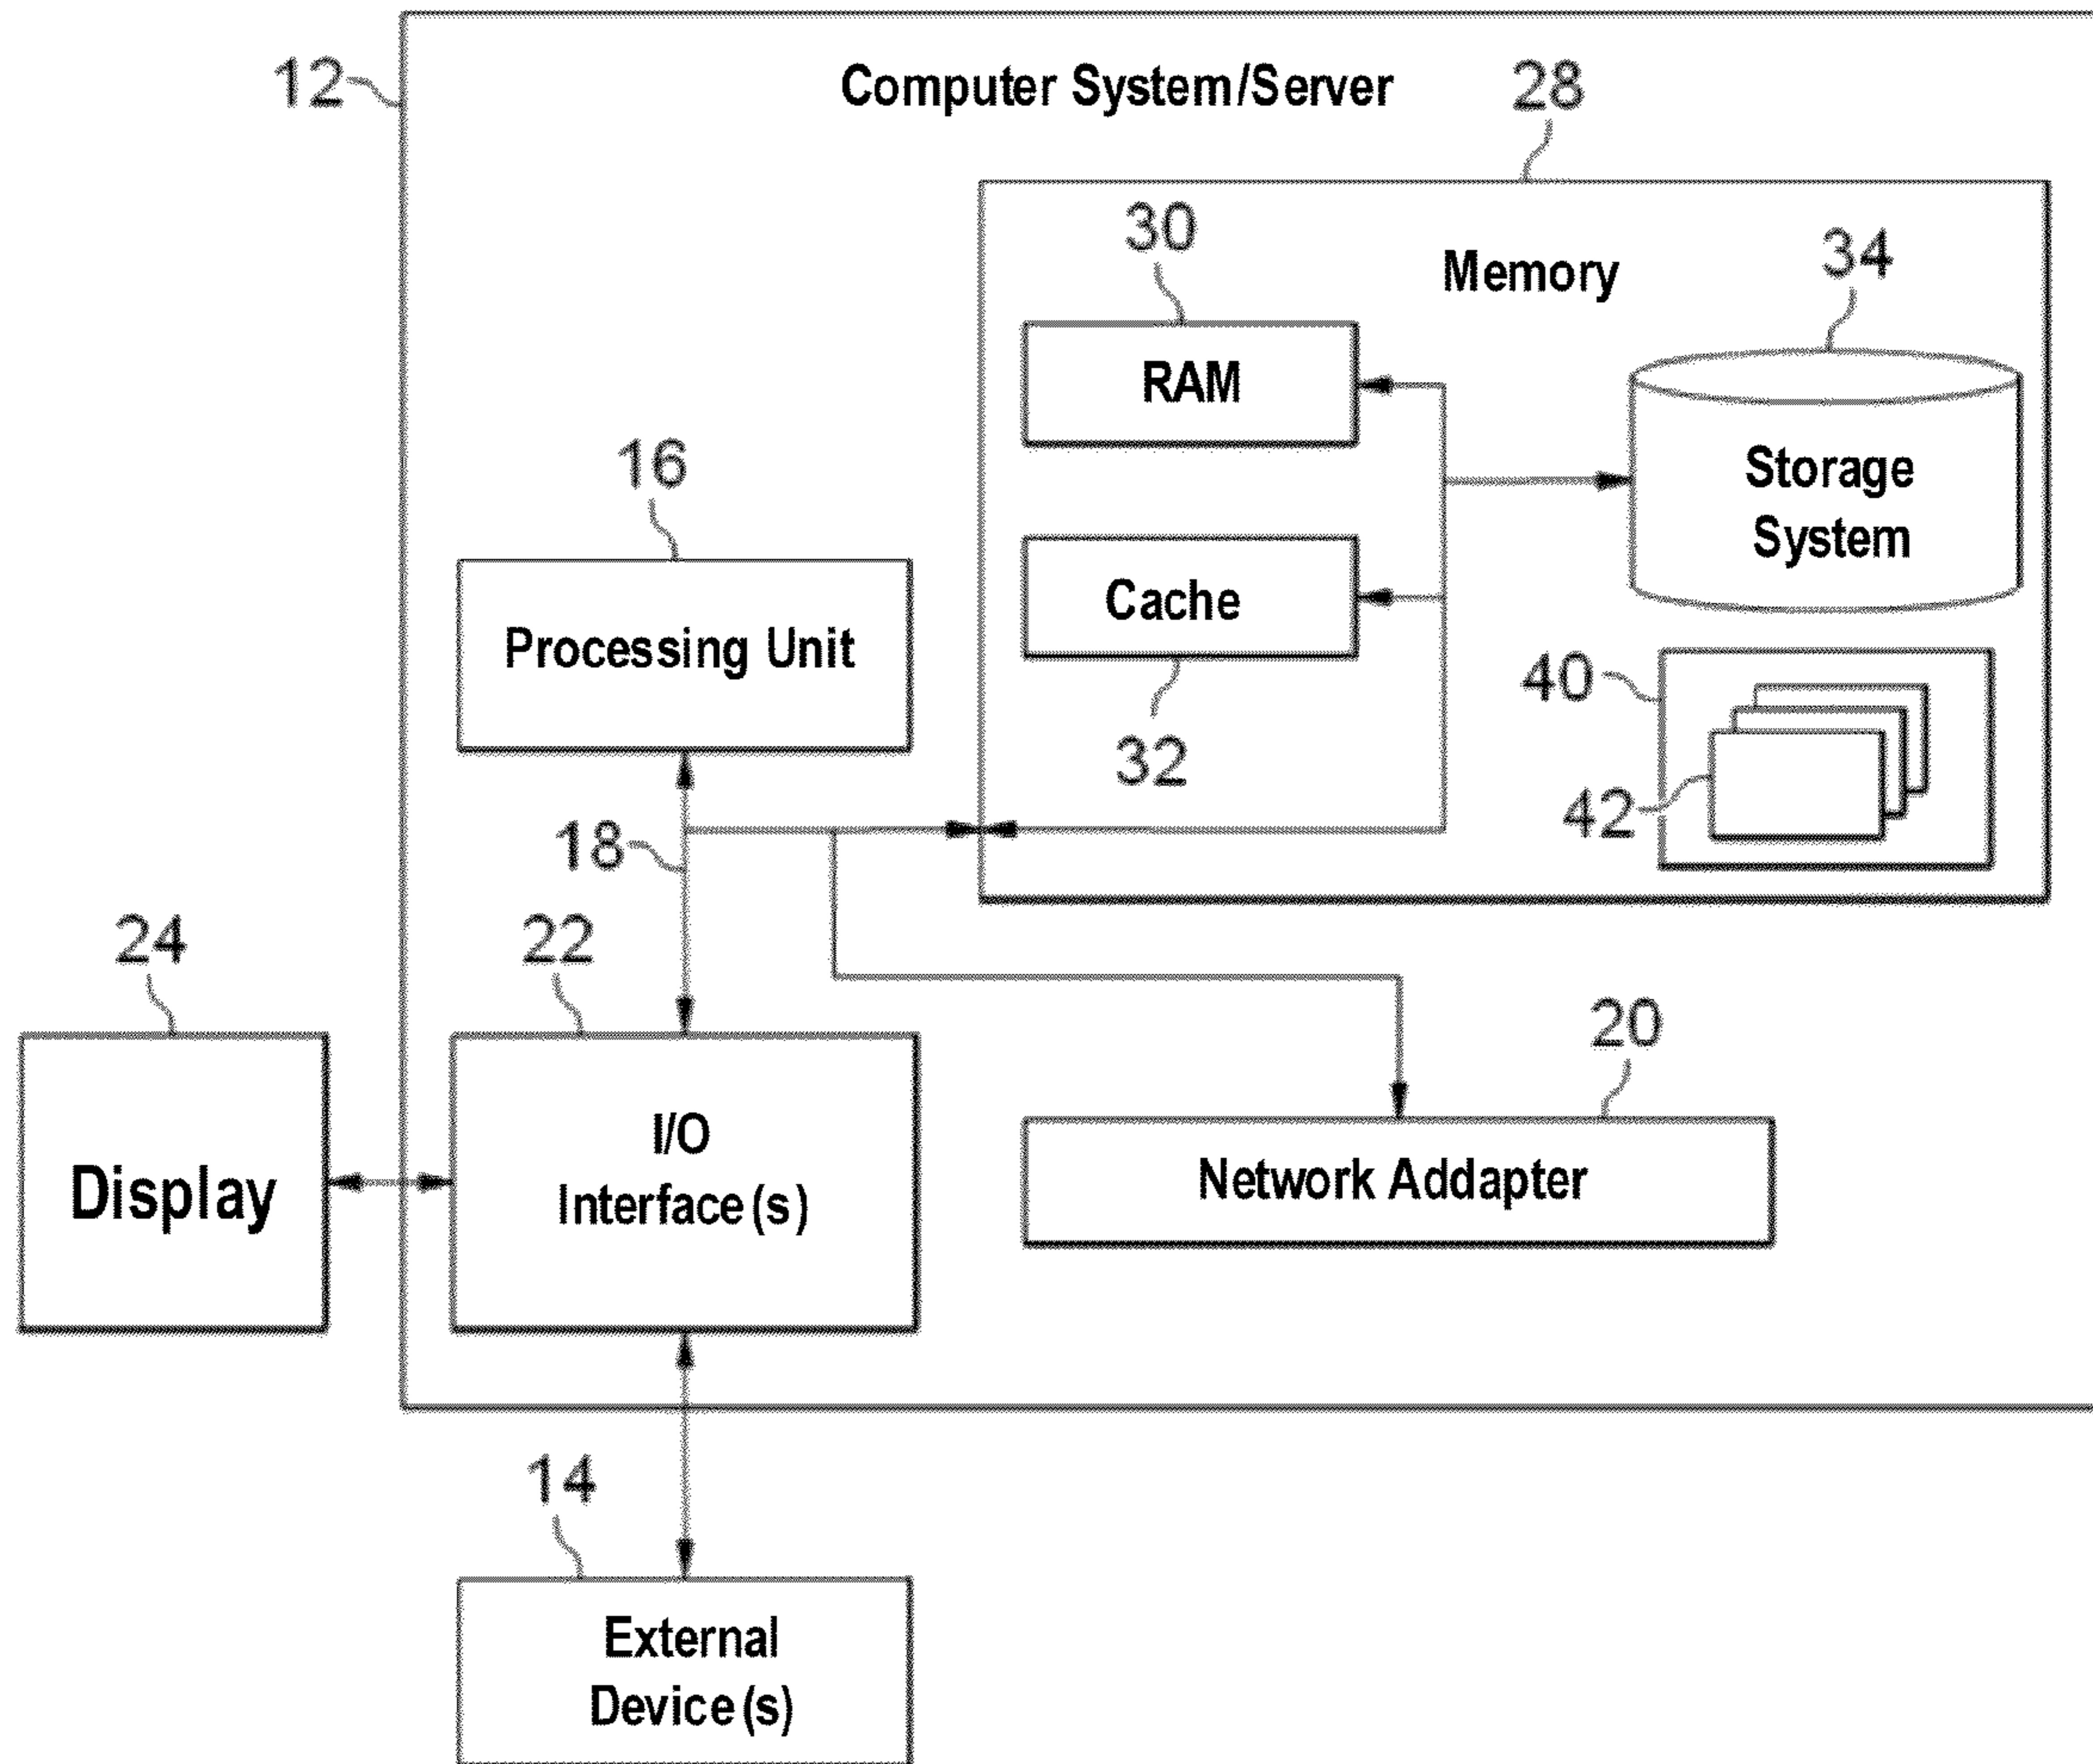 12
Computer System/Server
28
30
Memory
34
RAM
16
Storage
System
Cache
Processing Unit
40
32
42
18
24
22
20
I/O
Interface(s)
Display
Network Addapter
14
External
Device(s)